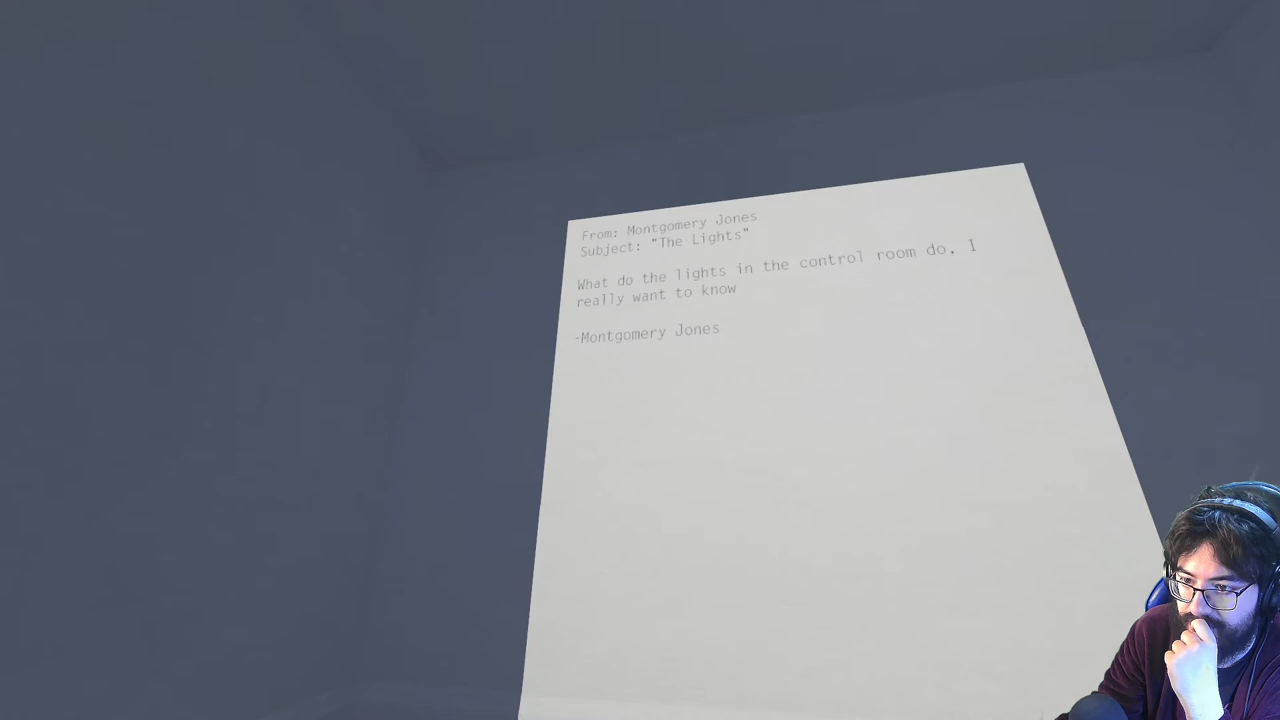 From: Montgomery Jones
Subject: "The Lights"
What do the lights in the control room do, I
really want to know
-Montgomery Jones